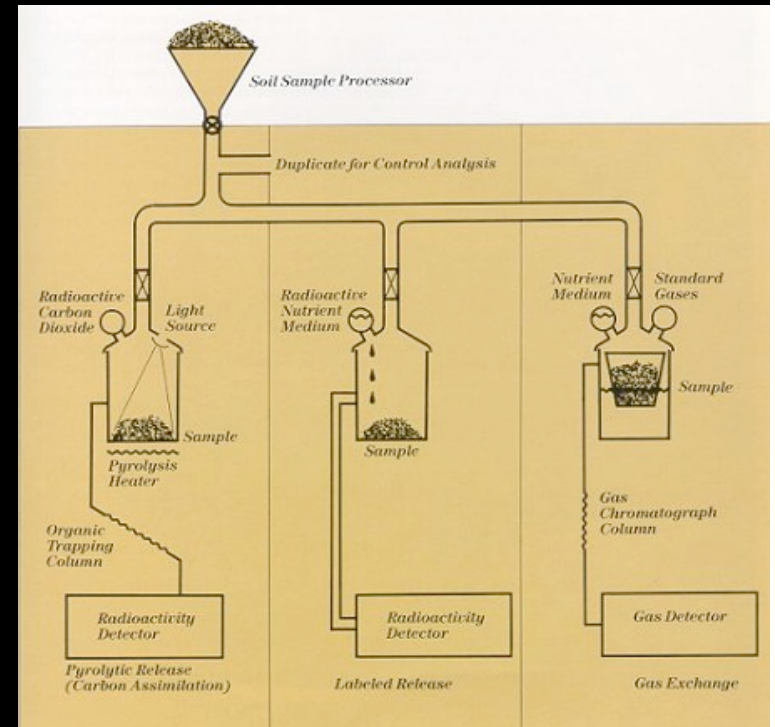 Soil Sample Processor
Duplicate for Control Analysis
Radioactive
Carbon
Dioxide
Light
Source
Radioactive
Nutrient
Medium
Nutrient
Medium
Standard
Gases
Sample
Sample
Sample
Pyrolysis
Heater
Organic
Trapping
Column
Gas
Chromatograph
Column
Radioactivity
Detector
Radioactivity
Detector
Gas Detector
Pyrolytic Release
(Carbon Assimilation)
Labeled Release
Gas Exchange